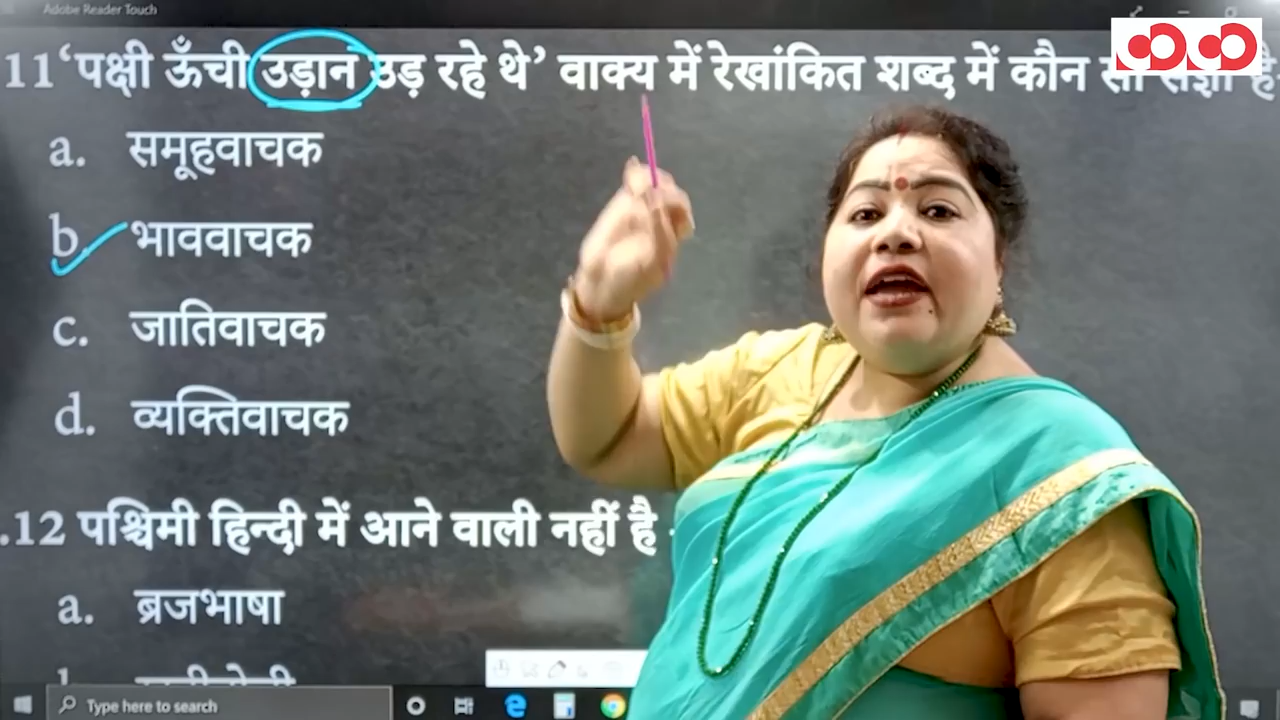 Adobe Reader Touch
11 ‘पक्षी ऊँची उड़ान उड़ रहे थे’ वाक्य में रेखांकित शब्द में कौन सी संज्ञा है
a. समूहवाचक
b. भाववाचक
c. जातिवाचक
d. व्यक्तिवाचक
.12 पश्चिमी हिन्दी में आने वाली नहीं है -
a. ब्रजभाषा
Type here to search